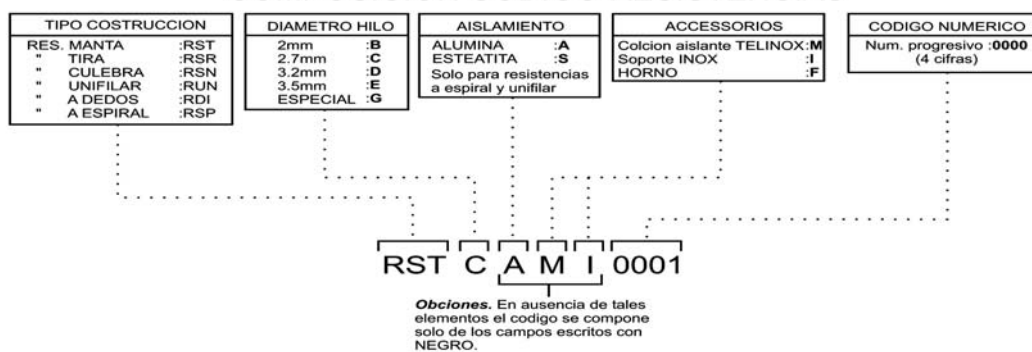 TIPO COSTRUCCION
RES. MANTA :RST
" TIRA :RSR
" CULEBRA :RSN
" UNIFILAR :RUN
" A DEDOS :RDI
" A ESPIRAL :RSP
DIAMETRO HILO
2mm :B
2.7mm :C
3.2mm :D
3.5mm :E
ESPECIAL :G
AISLAMIENTO
ALUMINA :A
ESTEATITA :S
Solo para resistencias
a espiral y unifilar
ACCESSORIOS
Colcion aislante TELINOX:M
Soporte INOX :I
HORNO :F
CODIGO NUMERICO
Num. progresivo :0000
(4 cifras)
RST C A M I 0001
Obciones. En ausencia de tales
elementos el codigo se compone
solo de los campos escritos con
NEGRO.